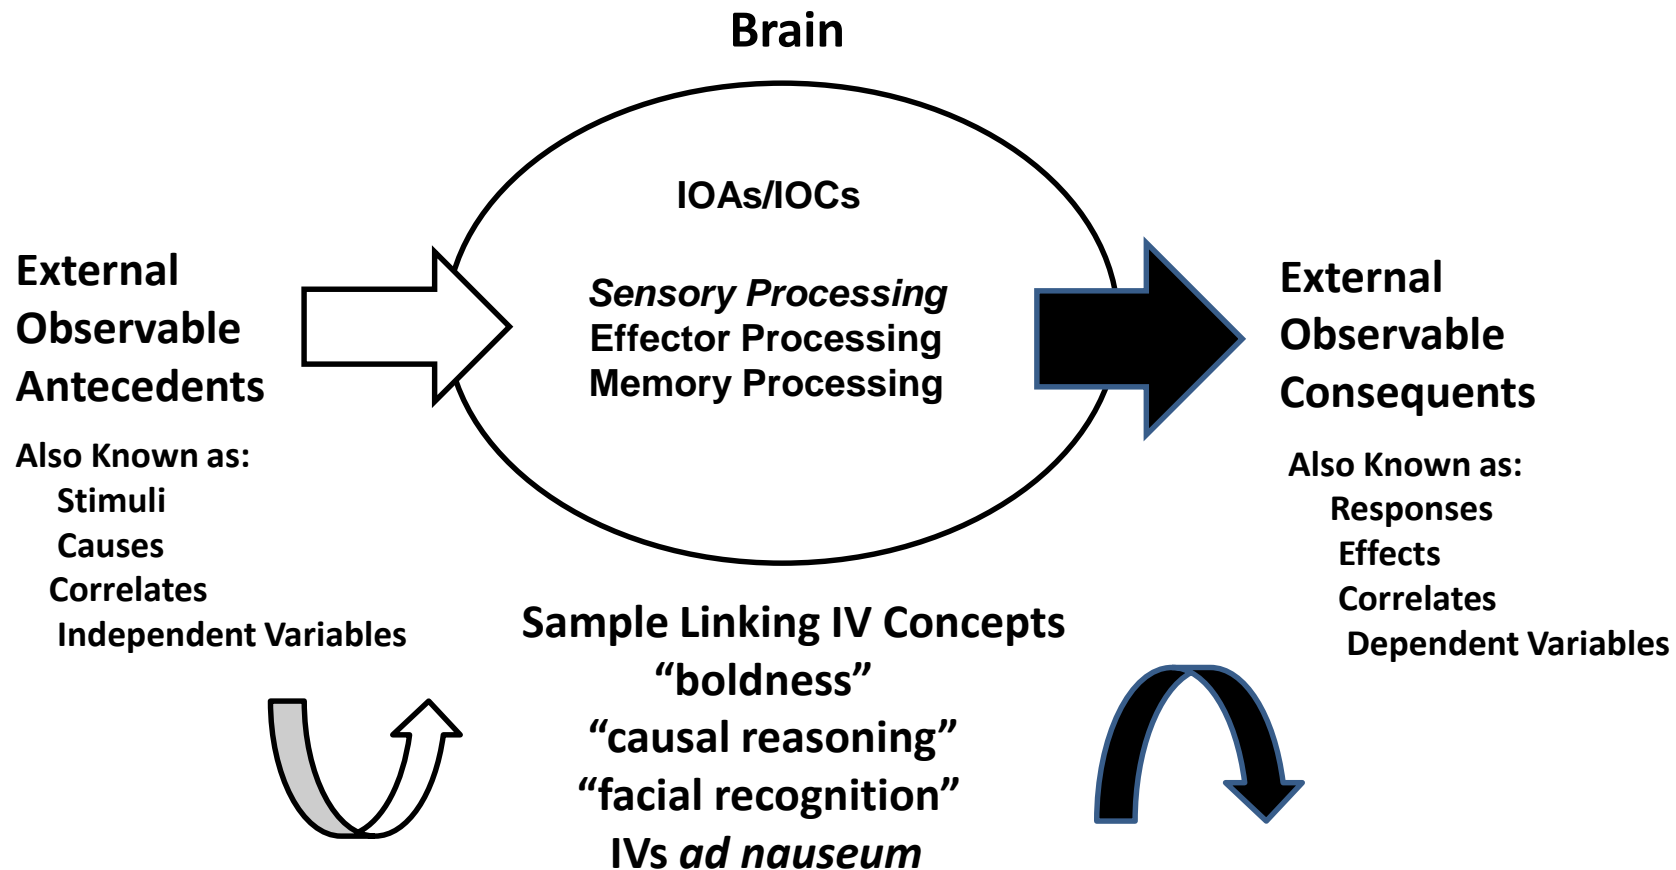 Brain
IOAs/IOCs
Sensory Processing
Effector Processing
Memory Processing
External
Observable
Antecedents
Also Known as:
Stimuli
Causes
Correlates
Independent Variables
External
Observable
Consequents
Also Known as:
Responses
Effects
Correlates
Dependent Variables
Sample Linking IV Concepts
“boldness”
“causal reasoning”
“facial recognition”
IVs ad nauseum